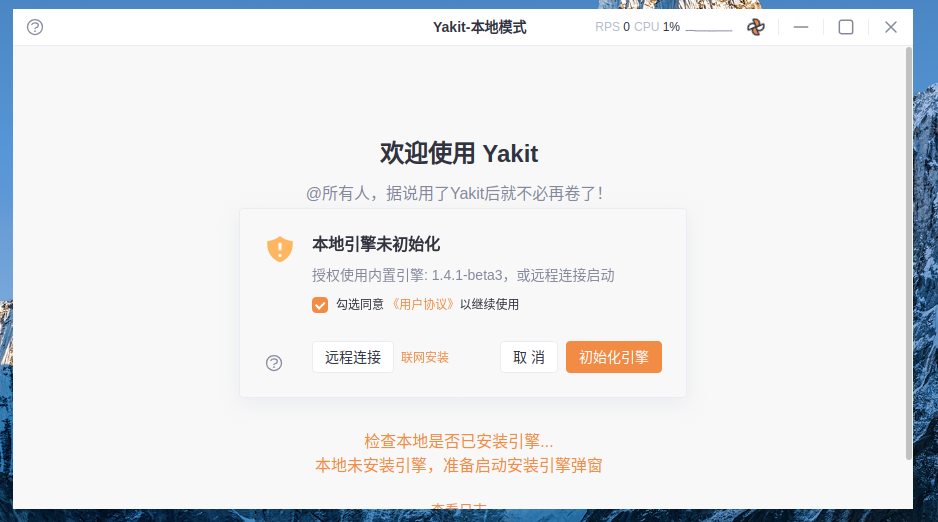 Yakit-本地模式
RPS 0 CPU 1%
欢迎使用 Yakit
@所有人，据说用了Yakit后就不必再卷了！
本地引擎未初始化
授权使用内置引擎: 1.4.1-beta3，或远程连接启动
勾选同意 《用户协议》以继续使用
远程连接 联网安装 取 消 初始化引擎
检查本地是否已安装引擎...
本地未安装引擎，准备启动安装引擎弹窗
查看日志